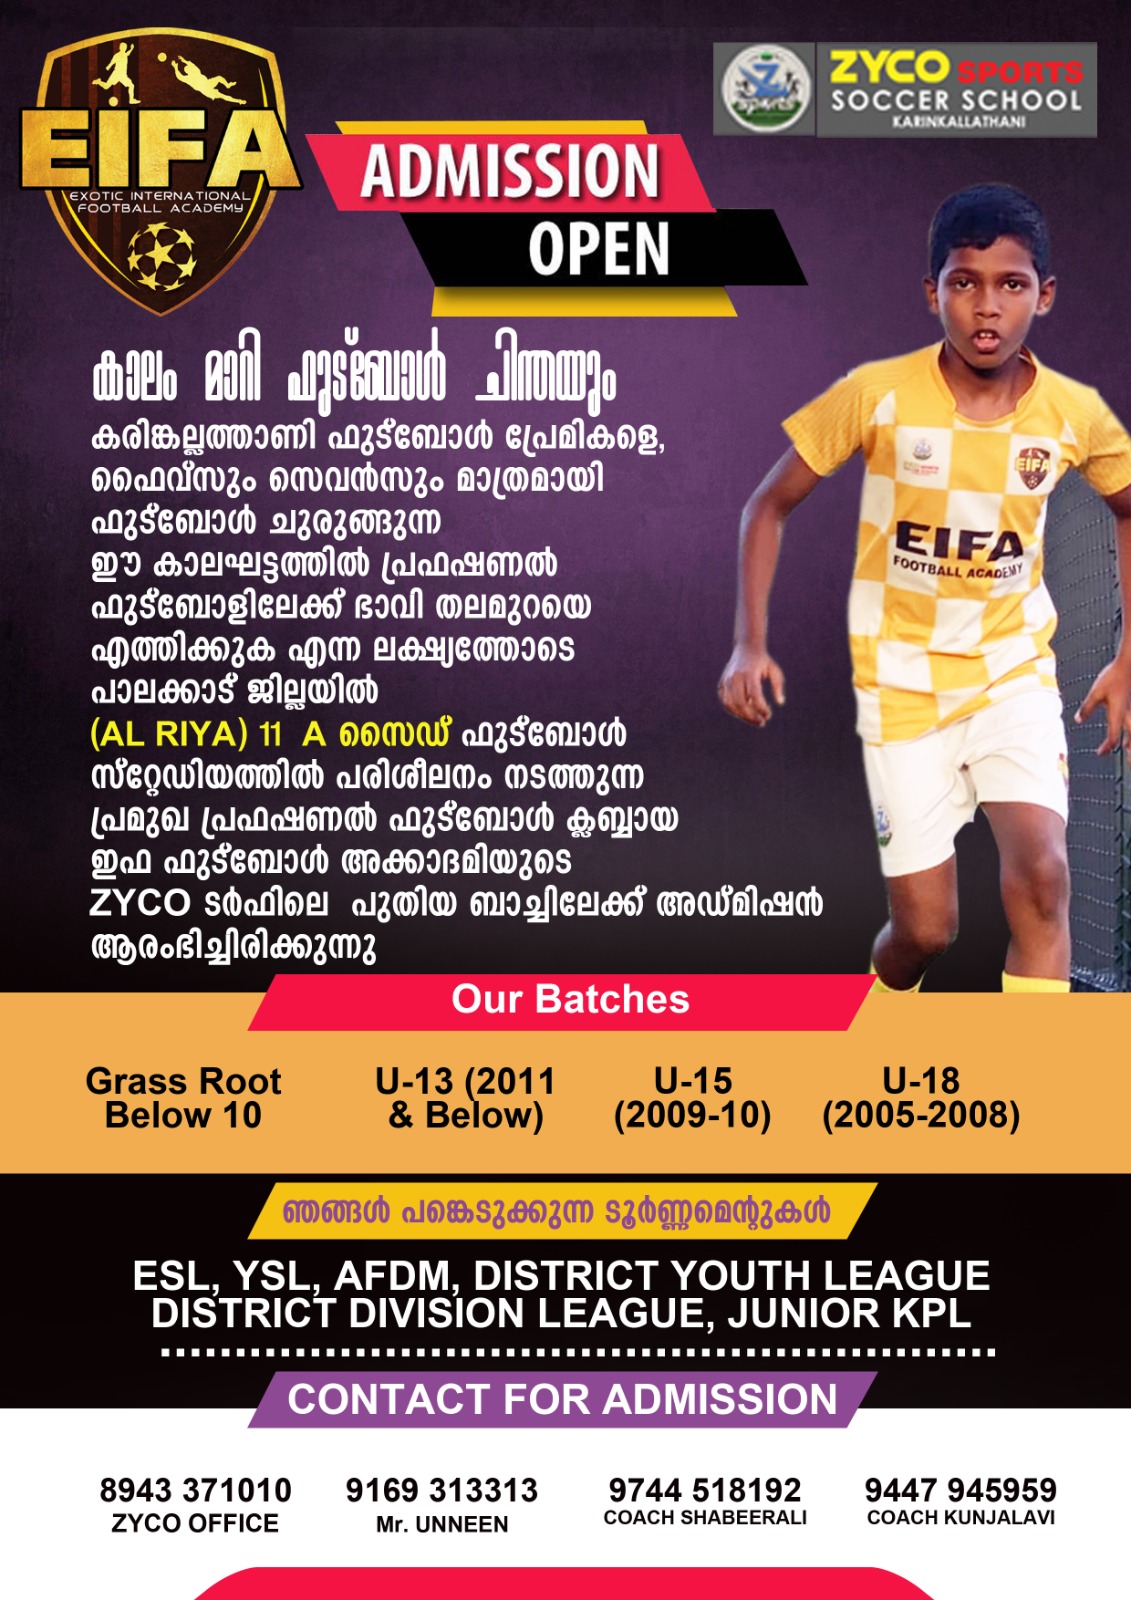 EIFA
EXOTIC INTERNATIONAL
FOOTBALL ACADEMY
Z
sports
ZYCO SPORTS
SOCCER SCHOOL
KARINKALLATHANI
ADMISSION
OPEN
കാലം മാറി ഫുട്ബോൾ ചിന്തയും
കരിങ്കല്ലത്താണി ഫുട്ബോൾ പ്രേമികളെ,
ഫൈവ്സും സെവൻസും മാത്രമായി
ഫുട്ബോൾ ചുരുങ്ങുന്ന
ഈ കാലഘട്ടത്തിൽ പ്രഫഷണൽ
ഫുട്ബോളിലേക്ക് ഭാവി തലമുറയെ
എത്തിക്കുക എന്ന ലക്ഷ്യത്തോടെ
പാലക്കാട് ജില്ലയിൽ
(AL RIYA) 11 A സൈഡ് ഫുട്ബോൾ
സ്റ്റേഡിയത്തിൽ പരിശീലനം നടത്തുന്ന
പ്രമുഖ പ്രഫഷണൽ ഫുട്ബോൾ ക്ലബ്ബായ
ഇഫ ഫുട്ബോൾ അക്കാദമിയുടെ
ZYCO ടർഫിലെ പുതിയ ബാച്ചിലേക്ക് അഡ്മിഷൻ
ആരംഭിച്ചിരിക്കുന്നു
EIFA
EIFA
FOOTBALL ACADEMY
Our Batches
Grass Root
Below 10
U-13 (2011
& Below)
U-15
(2009-10)
U-18
(2005-2008)
ഞങ്ങൾ പങ്കെടുക്കുന്ന ടൂർണ്ണമെന്റുകൾ
ESL, YSL, AFDM, DISTRICT YOUTH LEAGUE
DISTRICT DIVISION LEAGUE, JUNIOR KPL
CONTACT FOR ADMISSION
8943 371010
ZYCO OFFICE
9169 313313
Mr. UNNEEN
9744 518192
COACH SHABEERALI
9447 945959
COACH KUNJALAVI